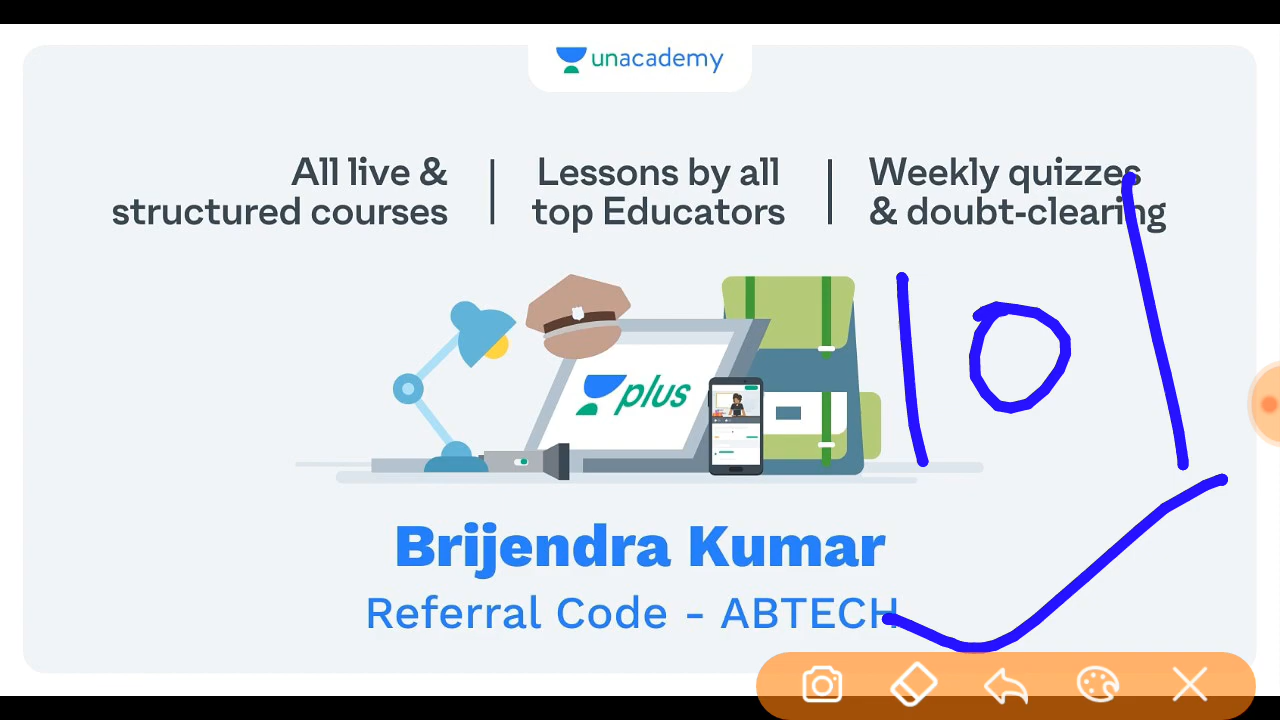 unacademy
All live &
structured courses
Lessons by all
top Educators
Weekly quizzes
& doubt-clearing
plus
101
Brijendra Kumar
Referral Code - ABTECH